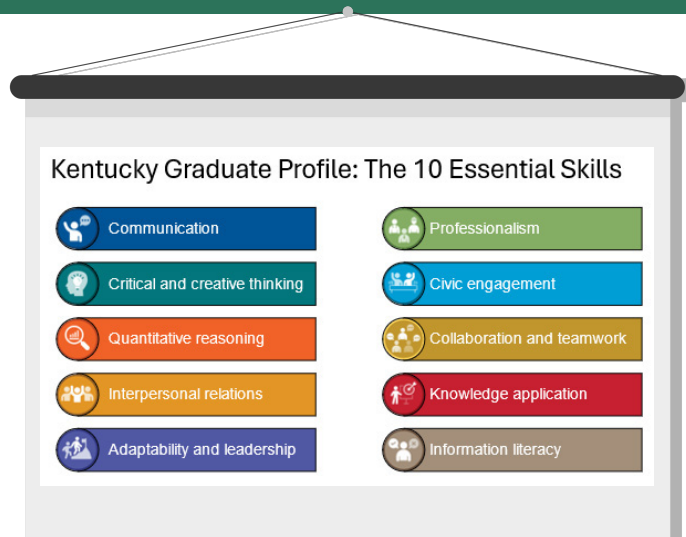 Kentucky Graduate Profile: The 10 Essential Skills
Communication
Critical and creative thinking
Quantitative reasoning
Interpersonal relations
Adaptability and leadership
Professionalism
Civic engagement
Collaboration and teamwork
Knowledge application
Information literacy